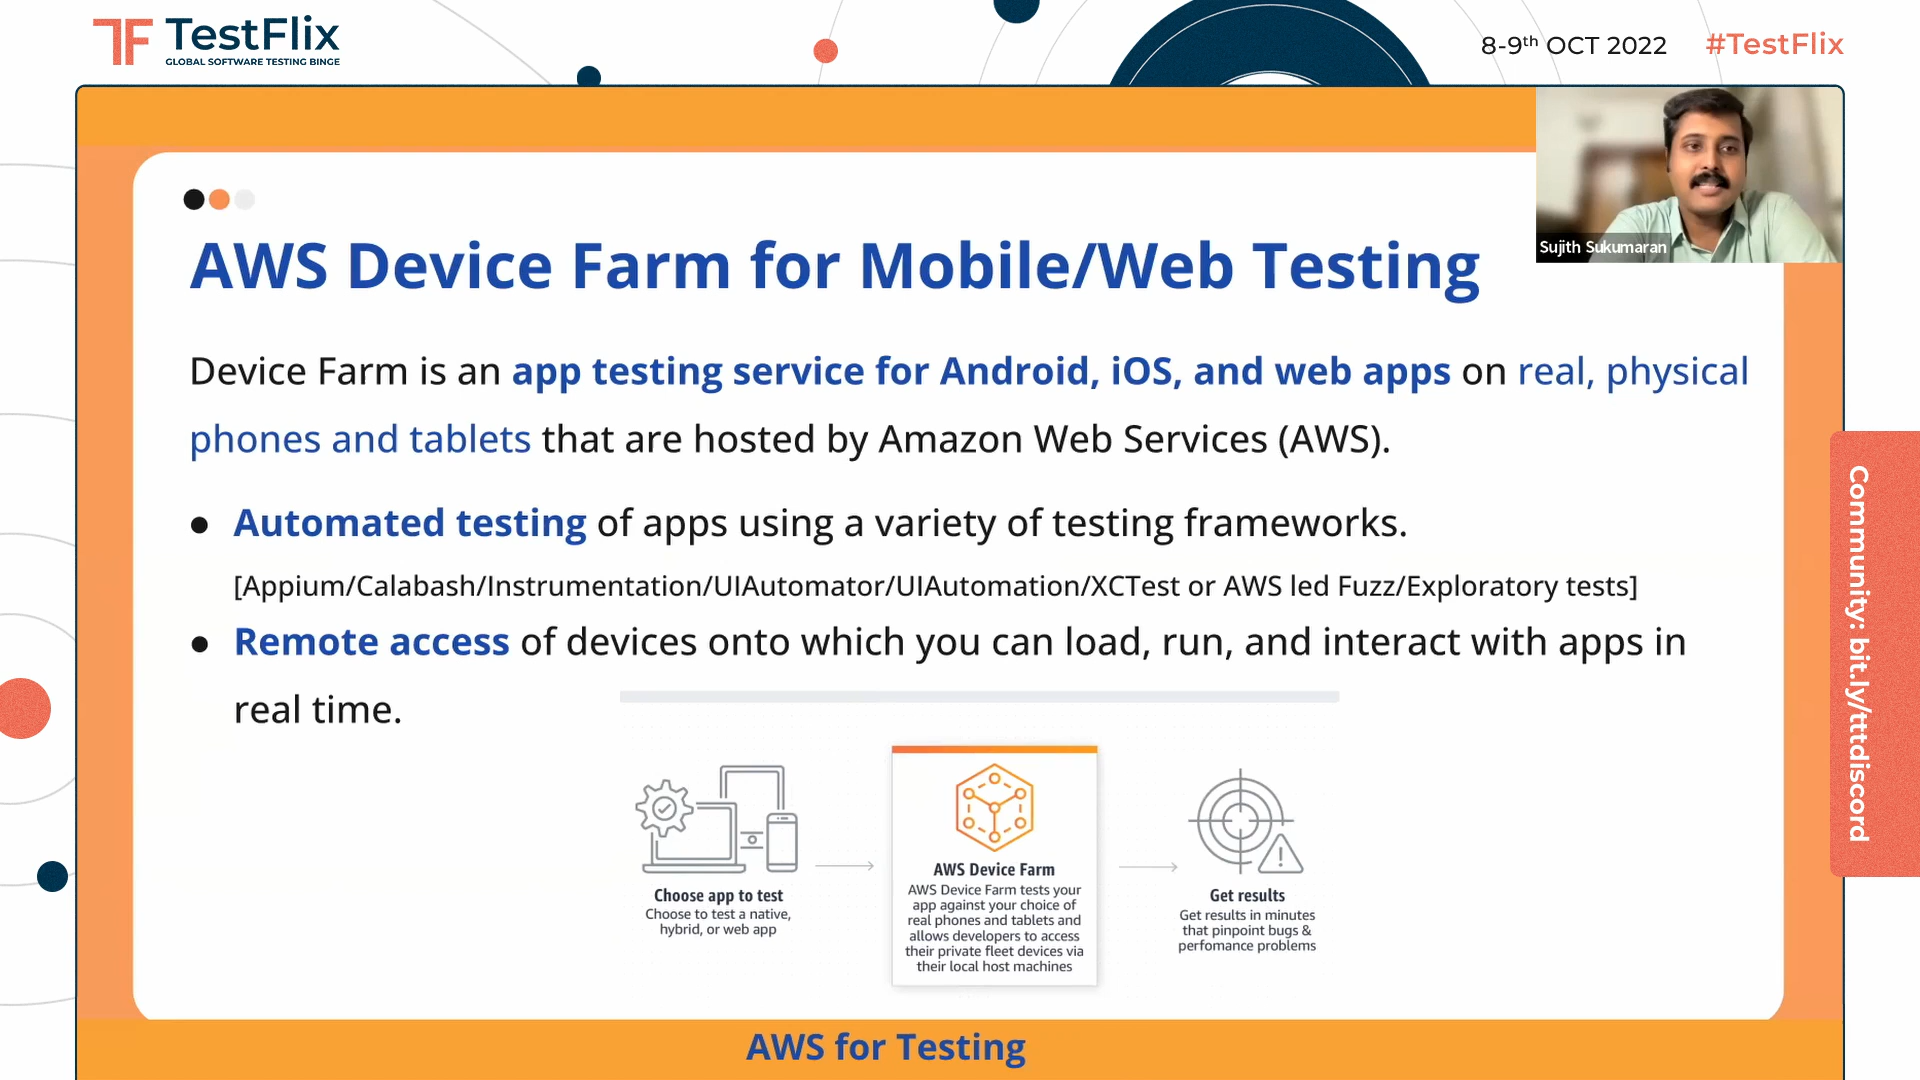 TF TestFlix
GLOBAL SOFTWARE TESTING BINGE
8-9th OCT 2022
#TestFlix
Sujith Sukumaran
AWS Device Farm for Mobile/Web Testing
Device Farm is an app testing service for Android, iOS, and web apps on real, physical
phones and tablets that are hosted by Amazon Web Services (AWS).
● Automated testing of apps using a variety of testing frameworks.
[Appium/Calabash/Instrumentation/UIAutomator/UIAutomation/XCTest or AWS led Fuzz/Exploratory tests]
● Remote access of devices onto which you can load, run, and interact with apps in
real time.
Choose app to test
Choose to test a native,
hybrid, or web app
AWS Device Farm
AWS Device Farm tests your
app against your choice of
real phones and tablets and
allows developers to access
their private fleet devices via
their local host machines
Get results
Get results in minutes
that pinpoint bugs &
perfomance problems
AWS for Testing
Community: bit.ly/tttdiscord